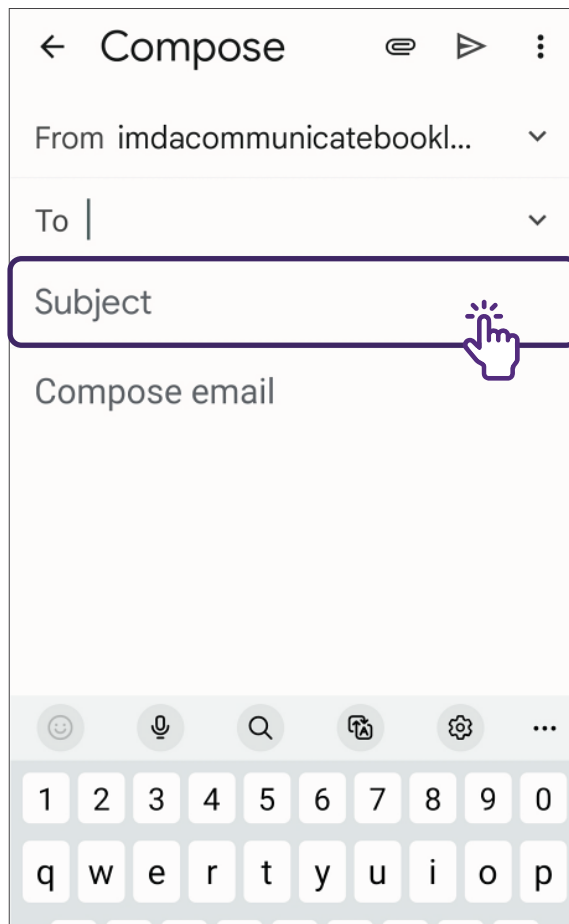 Compose
From imdacommunicatebookl...
To
Subject
Compose email
1 2 3 4 5 6 7 8 9 0
q w e r t y u i o p